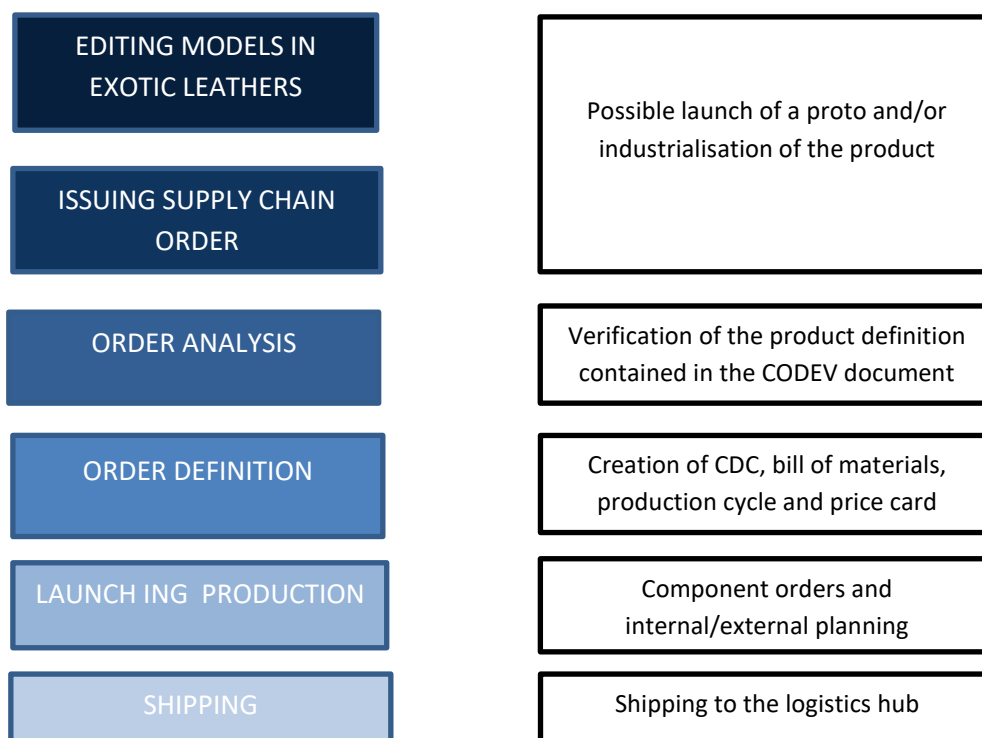 EDITING MODELS IN
EXOTIC LEATHERS
Possible launch of a proto and/or
industrialisation of the product
ISSUING SUPPLY CHAIN
ORDER
ORDER ANALYSIS
Verification of the product definition
contained in the CODEV document
ORDER DEFINITION
Creation of CDC, bill of materials,
production cycle and price card
LAUNCH ING  PRODUCTION
Component orders and
internal/external planning
SHIPPING
Shipping to the logistics hub